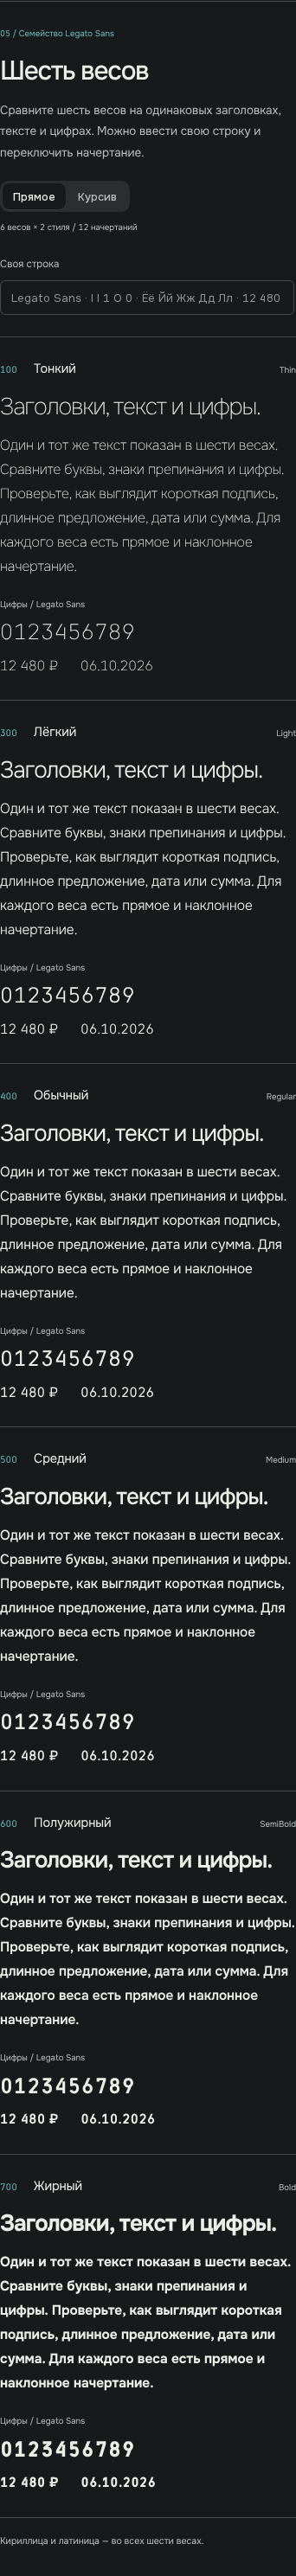 05 / Семейство Legato Sans
Шесть весов
Сравните шесть весов на одинаковых заголовках,
тексте и цифрах. Можно ввести свою строку и
переключить начертание.
Прямое Курсив
6 весов × 2 стиля / 12 начертаний
Своя строка
Legato Sans · I l 1 O 0 · Ёё Йй Жж Дд Лл · 12 480
100 Тонкий Thin
Заголовки, текст и цифры.
Один и тот же текст показан в шести весах.
Сравните буквы, знаки препинания и цифры.
Проверьте, как выглядит короткая подпись,
длинное предложение, дата или сумма. Для
каждого веса есть прямое и наклонное
начертание.
Цифры / Legato Sans
0123456789
12 480 ₽ 06.10.2026
300 Лёгкий Light
Заголовки, текст и цифры.
Один и тот же текст показан в шести весах.
Сравните буквы, знаки препинания и цифры.
Проверьте, как выглядит короткая подпись,
длинное предложение, дата или сумма. Для
каждого веса есть прямое и наклонное
начертание.
Цифры / Legato Sans
0123456789
12 480 ₽ 06.10.2026
400 Обычный Regular
Заголовки, текст и цифры.
Один и тот же текст показан в шести весах.
Сравните буквы, знаки препинания и цифры.
Проверьте, как выглядит короткая подпись,
длинное предложение, дата или сумма. Для
каждого веса есть прямое и наклонное
начертание.
Цифры / Legato Sans
0123456789
12 480 ₽ 06.10.2026
500 Средний Medium
Заголовки, текст и цифры.
Один и тот же текст показан в шести весах.
Сравните буквы, знаки препинания и цифры.
Проверьте, как выглядит короткая подпись,
длинное предложение, дата или сумма. Для
каждого веса есть прямое и наклонное
начертание.
Цифры / Legato Sans
0123456789
12 480 ₽ 06.10.2026
600 Полужирный SemiBold
Заголовки, текст и цифры.
Один и тот же текст показан в шести весах.
Сравните буквы, знаки препинания и цифры.
Проверьте, как выглядит короткая подпись,
длинное предложение, дата или сумма. Для
каждого веса есть прямое и наклонное
начертание.
Цифры / Legato Sans
0123456789
12 480 ₽ 06.10.2026
700 Жирный Bold
Заголовки, текст и цифры.
Один и тот же текст показан в шести весах.
Сравните буквы, знаки препинания и
цифры. Проверьте, как выглядит короткая
подпись, длинное предложение, дата или
сумма. Для каждого веса есть прямое и
наклонное начертание.
Цифры / Legato Sans
0123456789
12 480 ₽ 06.10.2026
Кириллица и латиница — во всех шести весах.